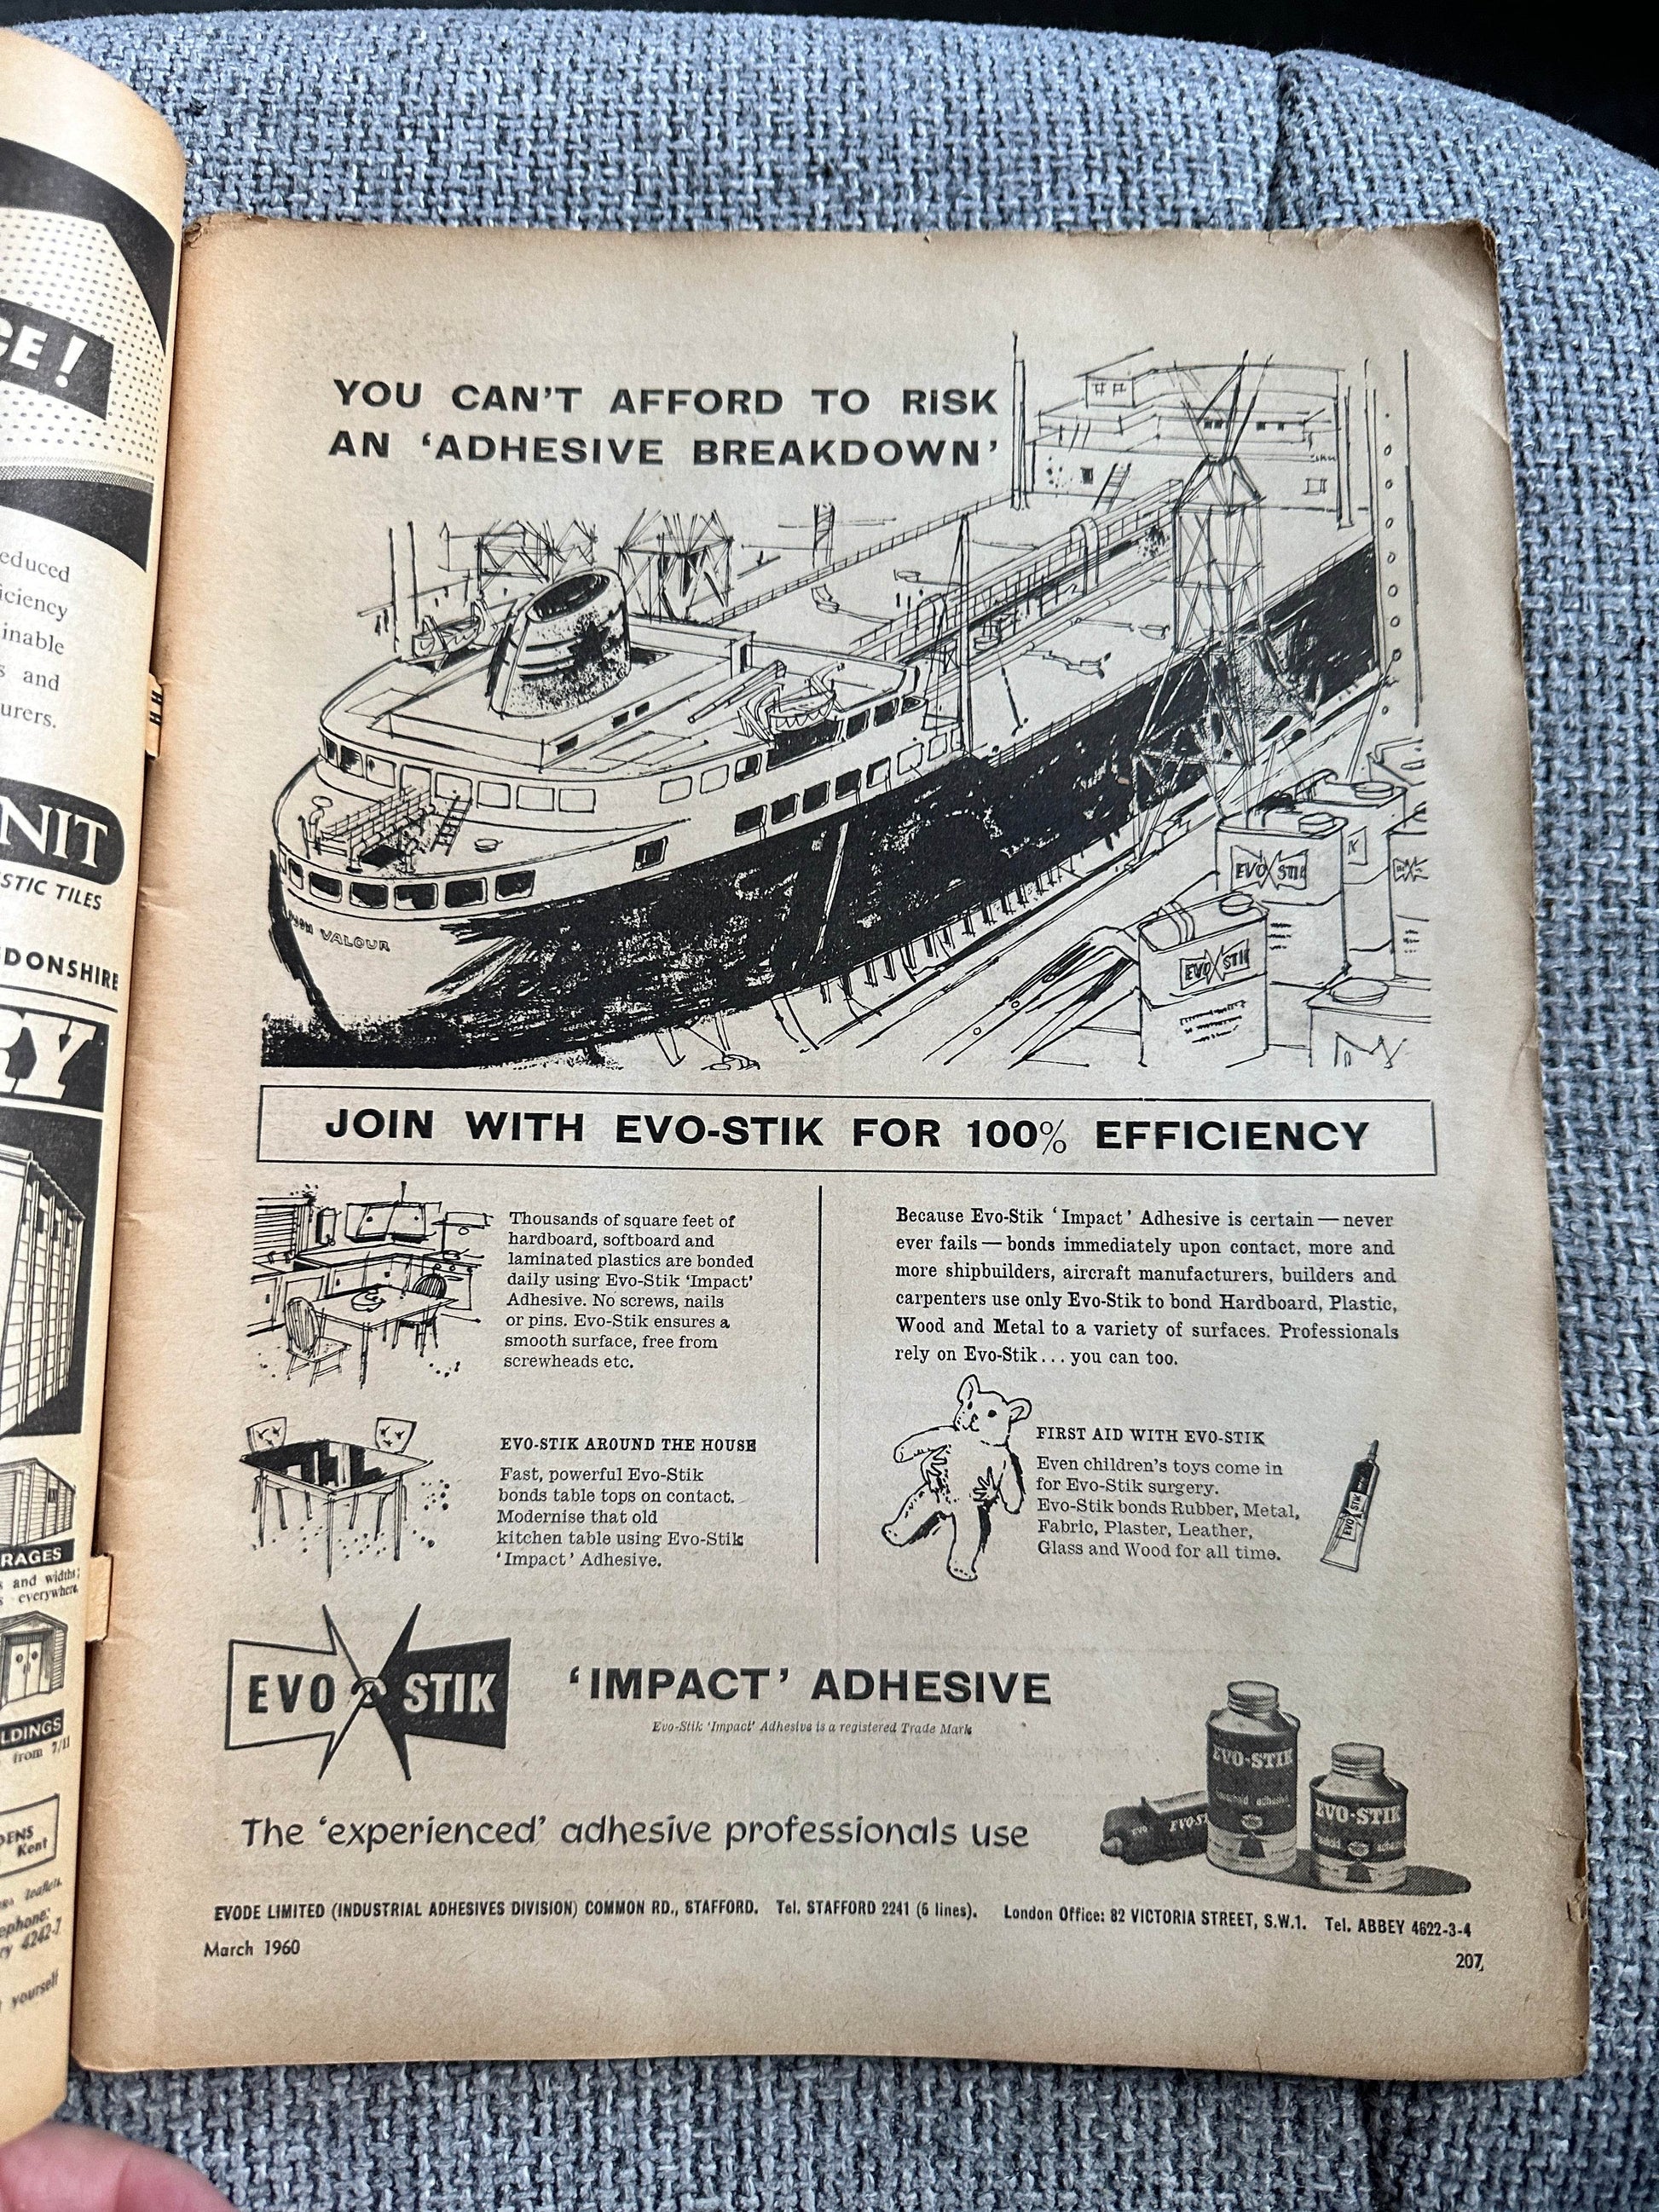 CE!
educed
iciency
inable
s and
urers.
NIT
STIC TILES
DONSHIRE
RY
RAGES
s and widths;
s everywhere.
LDINGS
from 7/11
DENS
Kent
leaflet.
ephone:
ry 4242-7
yourself
YOU CAN'T AFFORD TO RISK
AN ‘ADHESIVE BREAKDOWN’
VALOUR
EVO STIK
EVO STIK
JOIN WITH EVO-STIK FOR 100% EFFICIENCY
Thousands of square feet of
hardboard, softboard and
laminated plastics are bonded
daily using Evo-Stik ‘Impact’
Adhesive. No screws, nails
or pins. Evo-Stik ensures a
smooth surface, free from
screwheads etc.
EVO-STIK AROUND THE HOUSE
Fast, powerful Evo-Stik
bonds table tops on contact.
Modernise that old
kitchen table using Evo-Stik
‘Impact’ Adhesive.
Because Evo-Stik ‘Impact’ Adhesive is certain — never
ever fails — bonds immediately upon contact, more and
more shipbuilders, aircraft manufacturers, builders and
carpenters use only Evo-Stik to bond Hardboard, Plastic,
Wood and Metal to a variety of surfaces. Professionals
rely on Evo-Stik... you can too.
FIRST AID WITH EVO-STIK
Even children's toys come in
for Evo-Stik surgery.
Evo-Stik bonds Rubber, Metal,
Fabric, Plaster, Leather,
Glass and Wood for all time.
EVO STIK
EVO STIK
‘IMPACT’ ADHESIVE
Evo-Stik ‘Impact’ Adhesive is a registered Trade Mark
The ‘experienced’ adhesive professionals use
EVO-STIK
EVO-STIK
EVODE LIMITED (INDUSTRIAL ADHESIVES DIVISION) COMMON RD., STAFFORD. Tel. STAFFORD 2241 (5 lines). London Office: 82 VICTORIA STREET, S.W.1. Tel. ABBEY 4622-3-4
March 1960
207